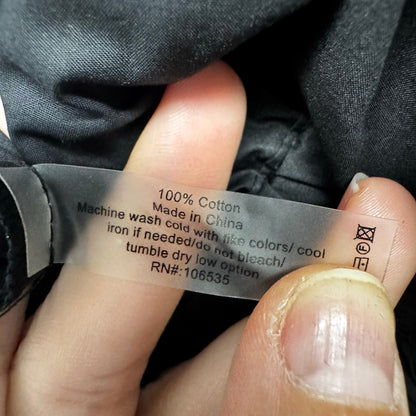 100% Cotton
Made in China
Machine wash cold with like colors/ cool
iron if needed/do not bleach/
tumble dry low option
RN#:106535
F